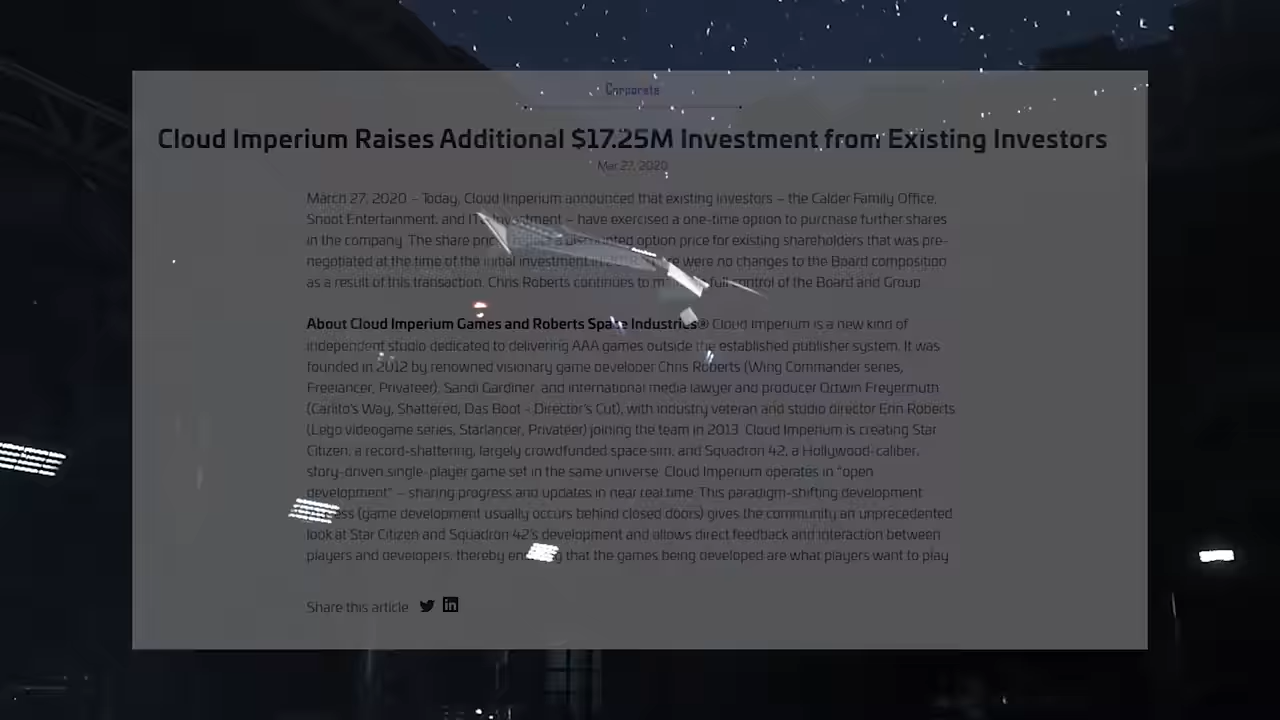 Corporate
Cloud Imperium Raises Additional $17.25M Investment from Existing Investors
Mar 27, 2020
March 27, 2020 – Today, Cloud Imperium announced that existing investors – the Calder Family Office,
Snoot Entertainment, and Investment – have exercised a one-time option to purchase further shares
in the company. The share a discounted option price for existing shareholders that was pre-
negotiated at the time of the initial investment in 2018. were no changes to the Board composition
as a result of this transaction. Chris Roberts continues to full control of the Board and Group.
About Cloud Imperium Games and Roberts Space Industries® Cloud Imperium is a new kind of
independent studio dedicated to delivering AAA games outside the established publisher system. It was
founded in 2012 by renowned visionary game developer Chris Roberts (Wing Commander series,
Freelancer, Privateer), Sandi Gardiner, and international media lawyer and producer Ortwin Freyermuth
(Carlito's Way, Shattered, Das Boot - Director's Cut), with industry veteran and studio director Erin Roberts
(Lego videogame series, Starlancer, Privateer) joining the team in 2013. Cloud Imperium is creating Star
Citizen, a record-shattering, largely crowdfunded space sim, and Squadron 42, a Hollywood-caliber,
story-driven single-player game set in the same universe. Cloud Imperium operates in “open
development” – sharing progress and updates in near real time. This paradigm-shifting development
(game development usually occurs behind closed doors) gives the community an unprecedented
look at Star Citizen and Squadron 42's development and allows direct feedback and interaction between
players and developers, thereby that the games being developed are what players want to play
Share this article